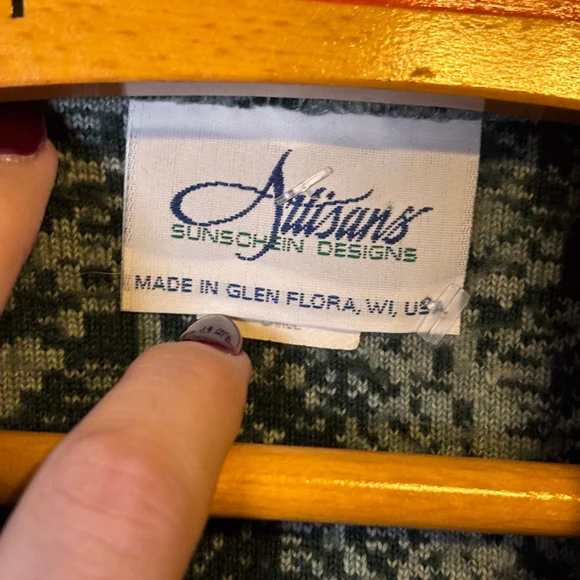 Artisans
SUNSCHEIN DESIGNS
MADE IN GLEN FLORA, WI, USA